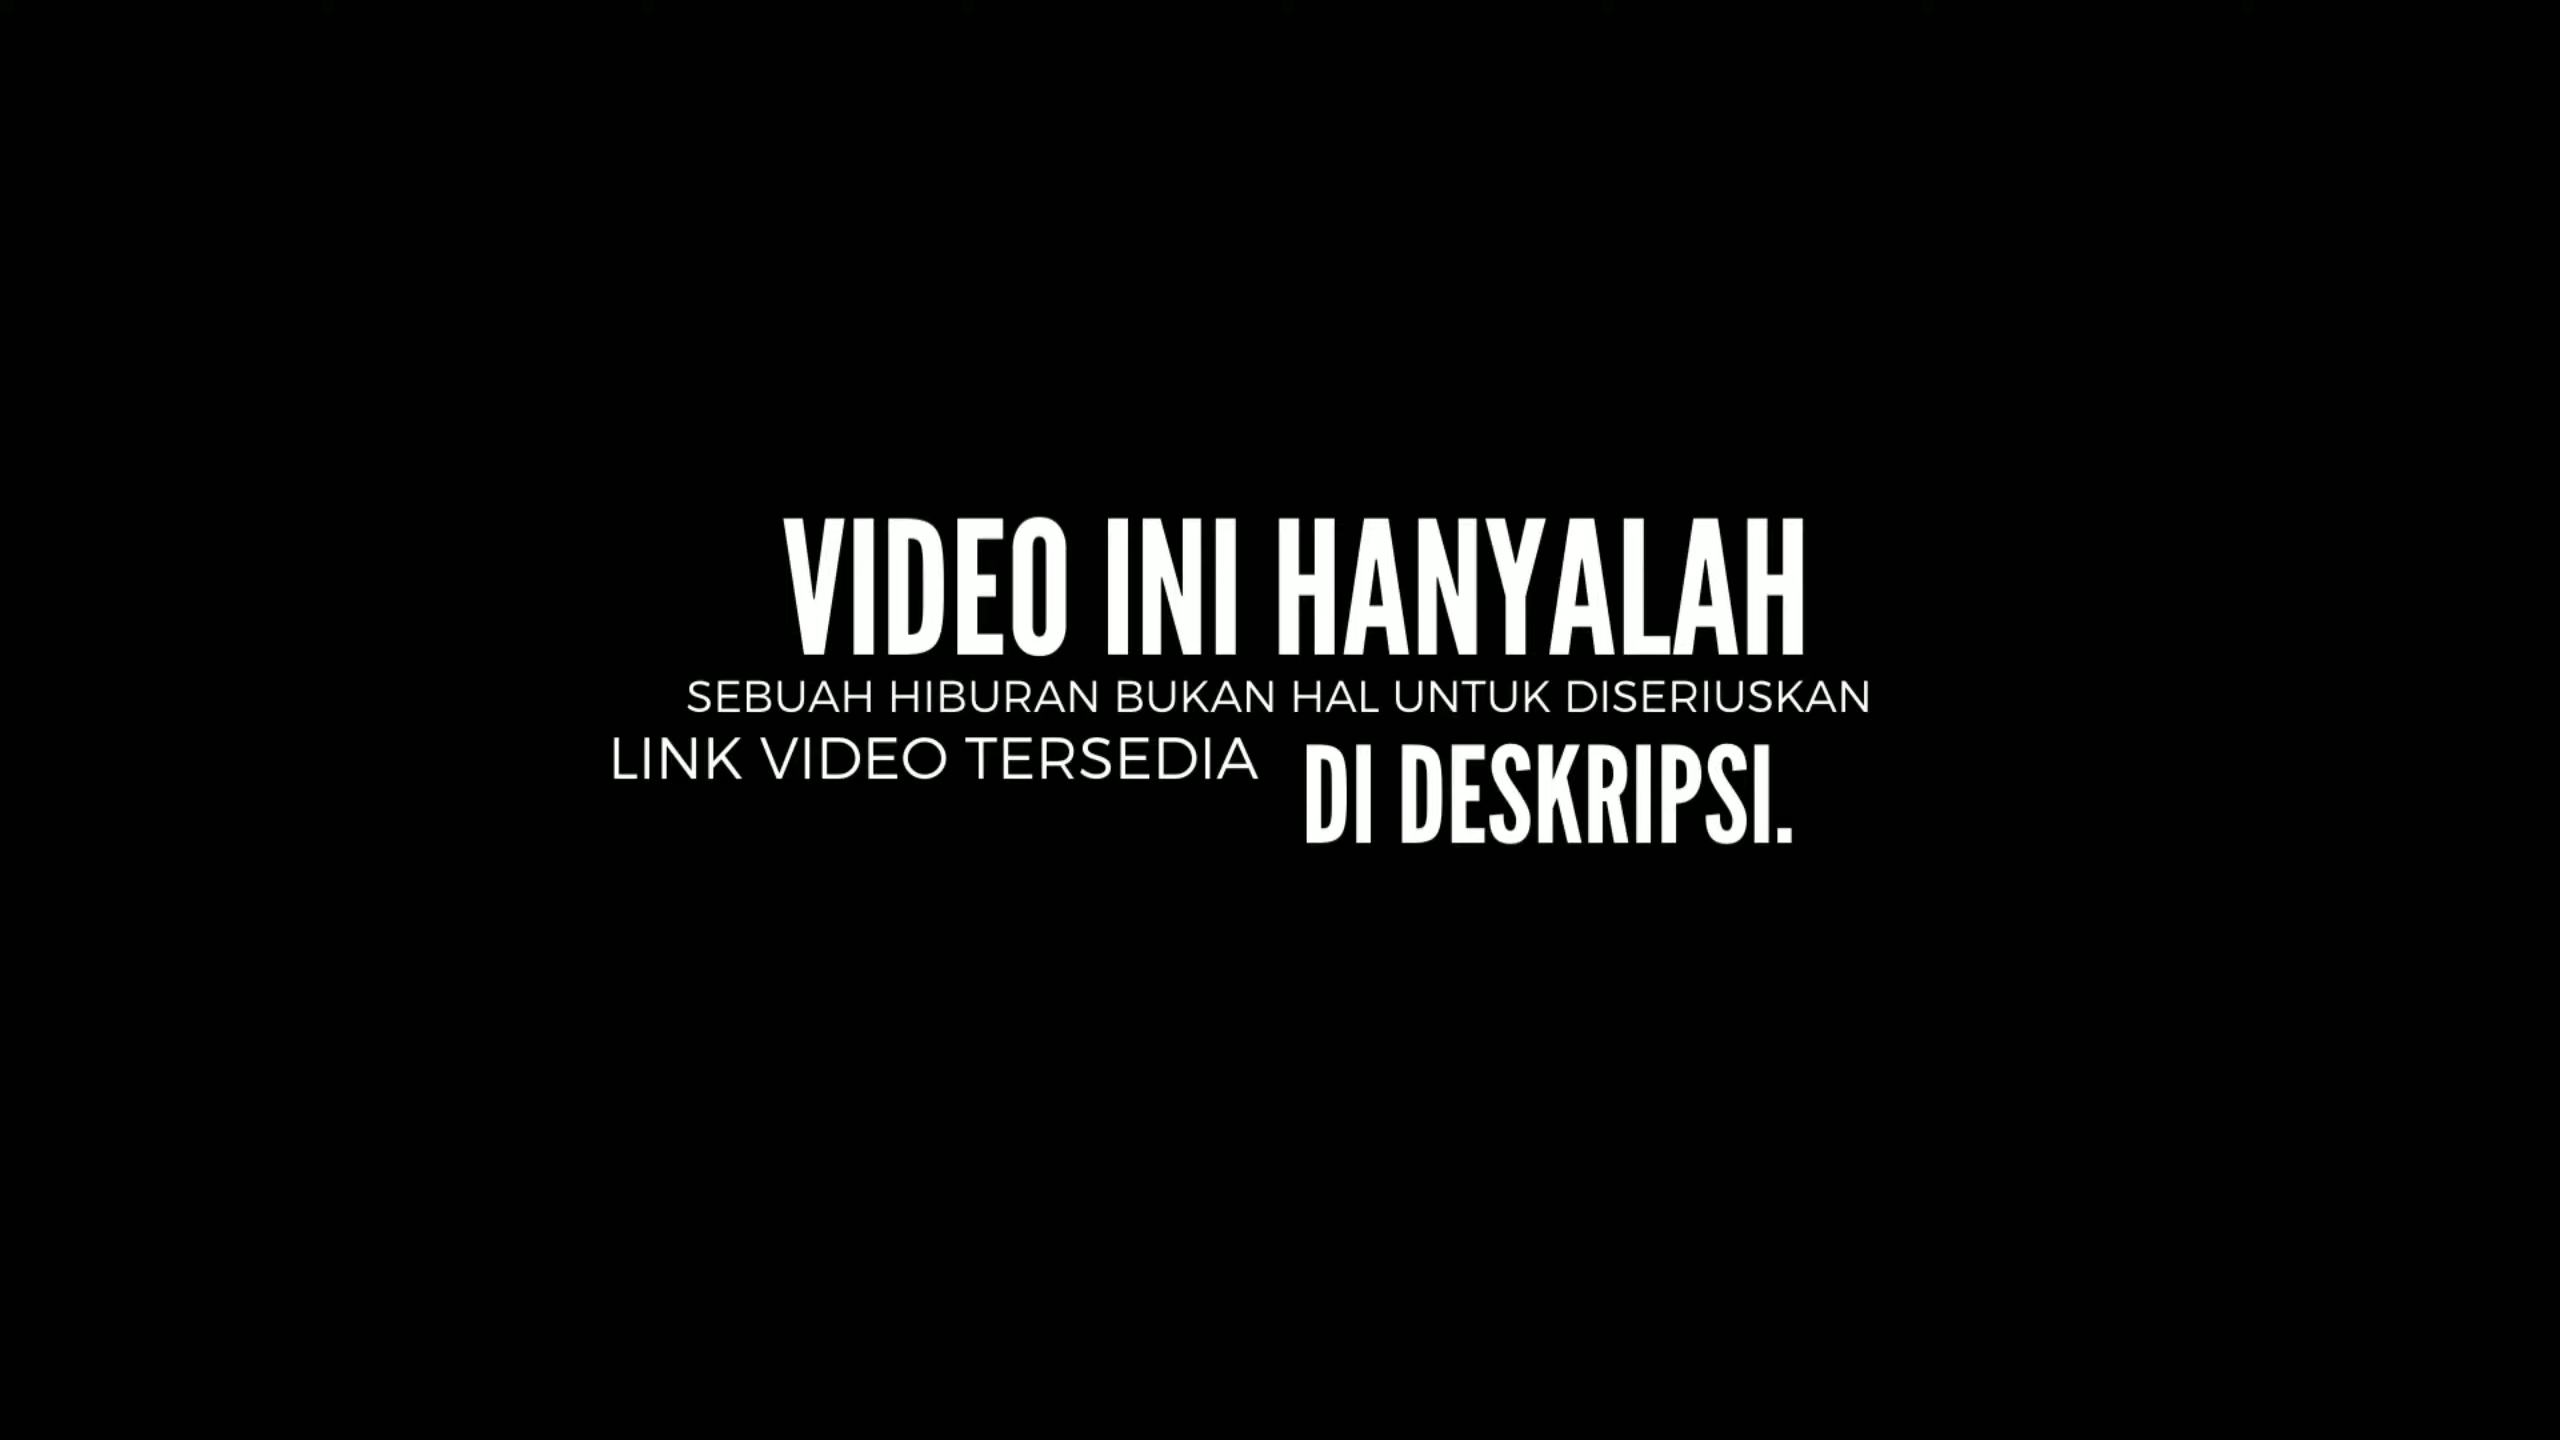 VIDEO INI HANYALAH
SEBUAH HIBURAN BUKAN HAL UNTUK DISERIUSKAN
LINK VIDEO TERSEDIA DI DESKRIPSI.